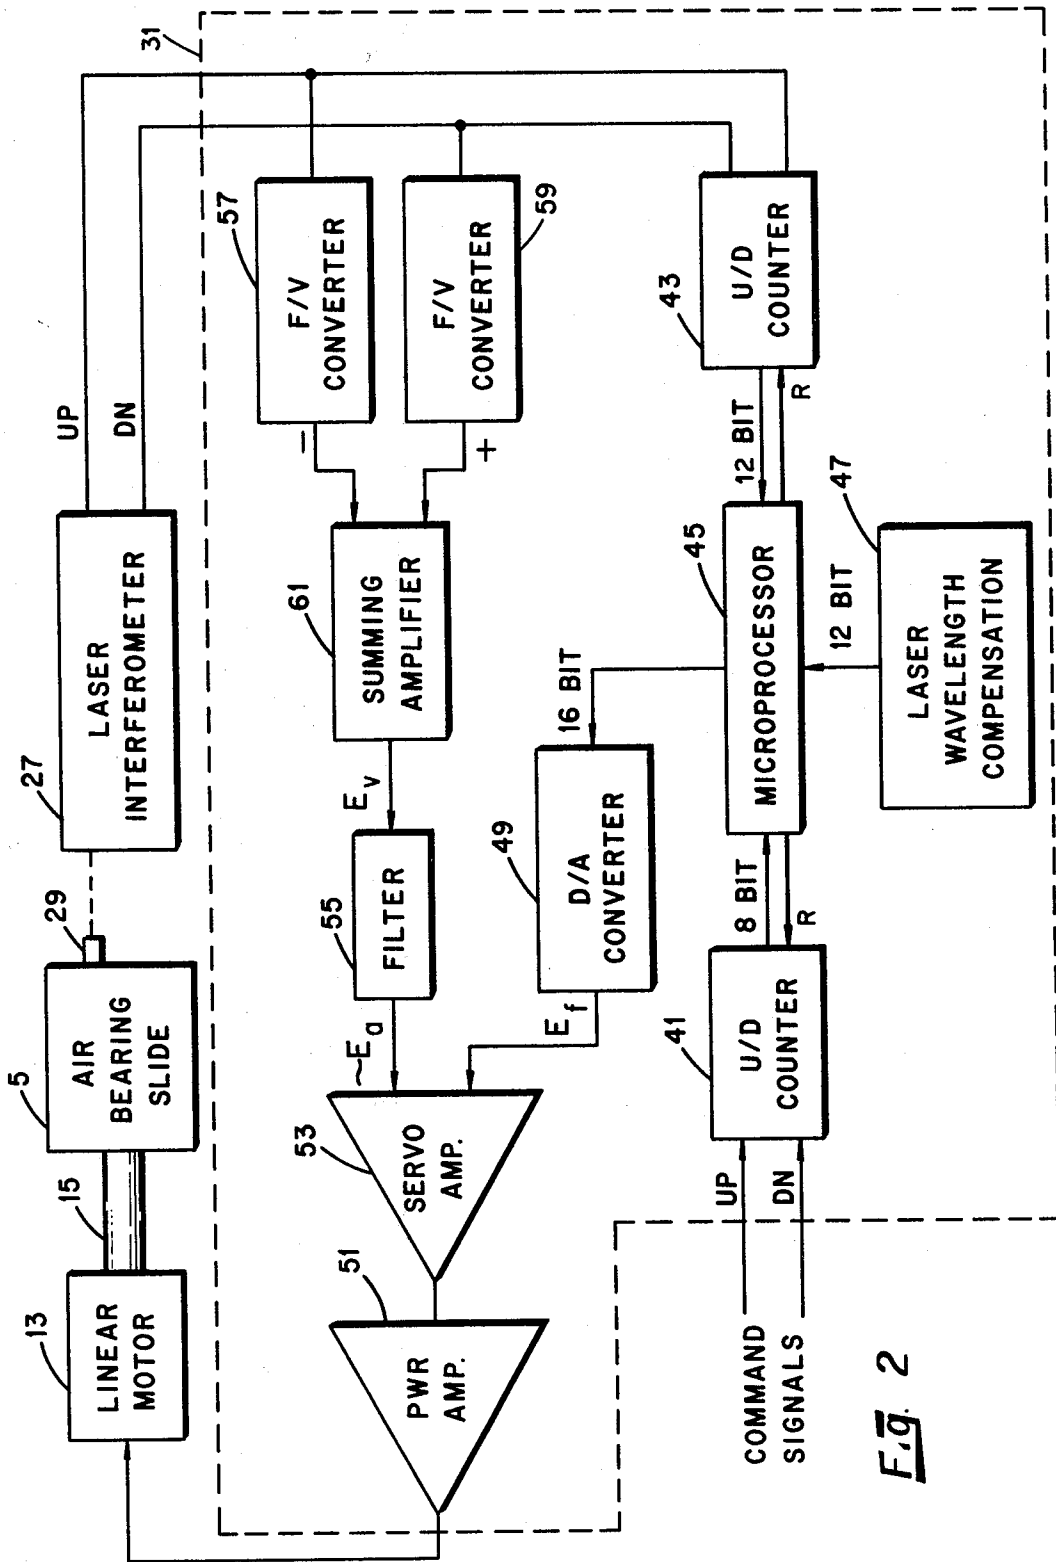 13
LINEAR
MOTOR
15
5
AIR
BEARING
SLIDE
29
27
LASER
INTERFEROMETER
UP
DN
31
51
PWR
AMP.
53
SERVO
AMP.
~E_a
E_f
55
FILTER
E_v
61
SUMMING
AMPLIFIER
−
+
57
F/V
CONVERTER
F/V
CONVERTER
59
49
D/A
CONVERTER
16 BIT
COMMAND
SIGNALS
UP
DN
41
U/D
COUNTER
8 BIT
R
45
MICROPROCESSOR
12 BIT
R
43
U/D
COUNTER
12 BIT
47
LASER
WAVELENGTH
COMPENSATION
Fig. 2